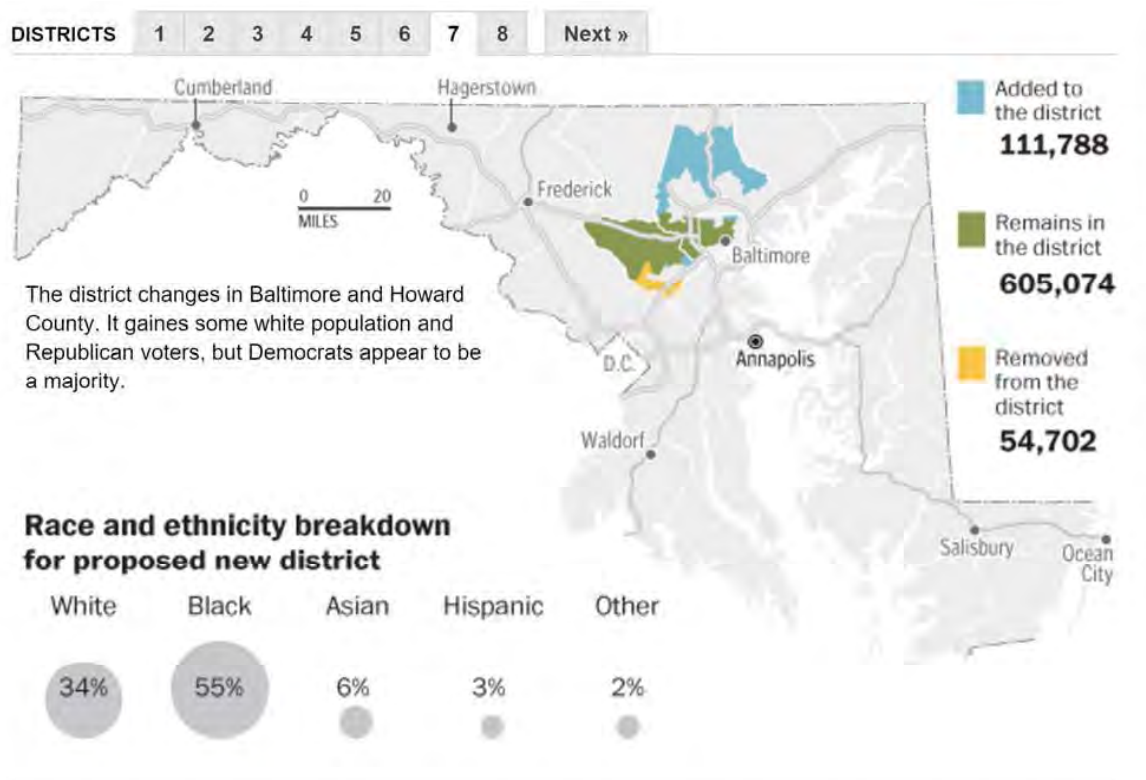 DISTRICTS 1 2 3 4 5 6 7 8 Next »
Cumberland
Hagerstown
Added to
the district
111,788
Frederick
0 20
MILES
Remains in
the district
605,074
Baltimore
The district changes in Baltimore and Howard
County. It gaines some white population and
Republican voters, but Democrats appear to be
a majority.
D.C.
Annapolis
Removed
from the
district
54,702
Waldorf
Race and ethnicity breakdown
for proposed new district
Salisbury
Ocean
City
White Black Asian Hispanic Other
34% 55% 6% 3% 2%